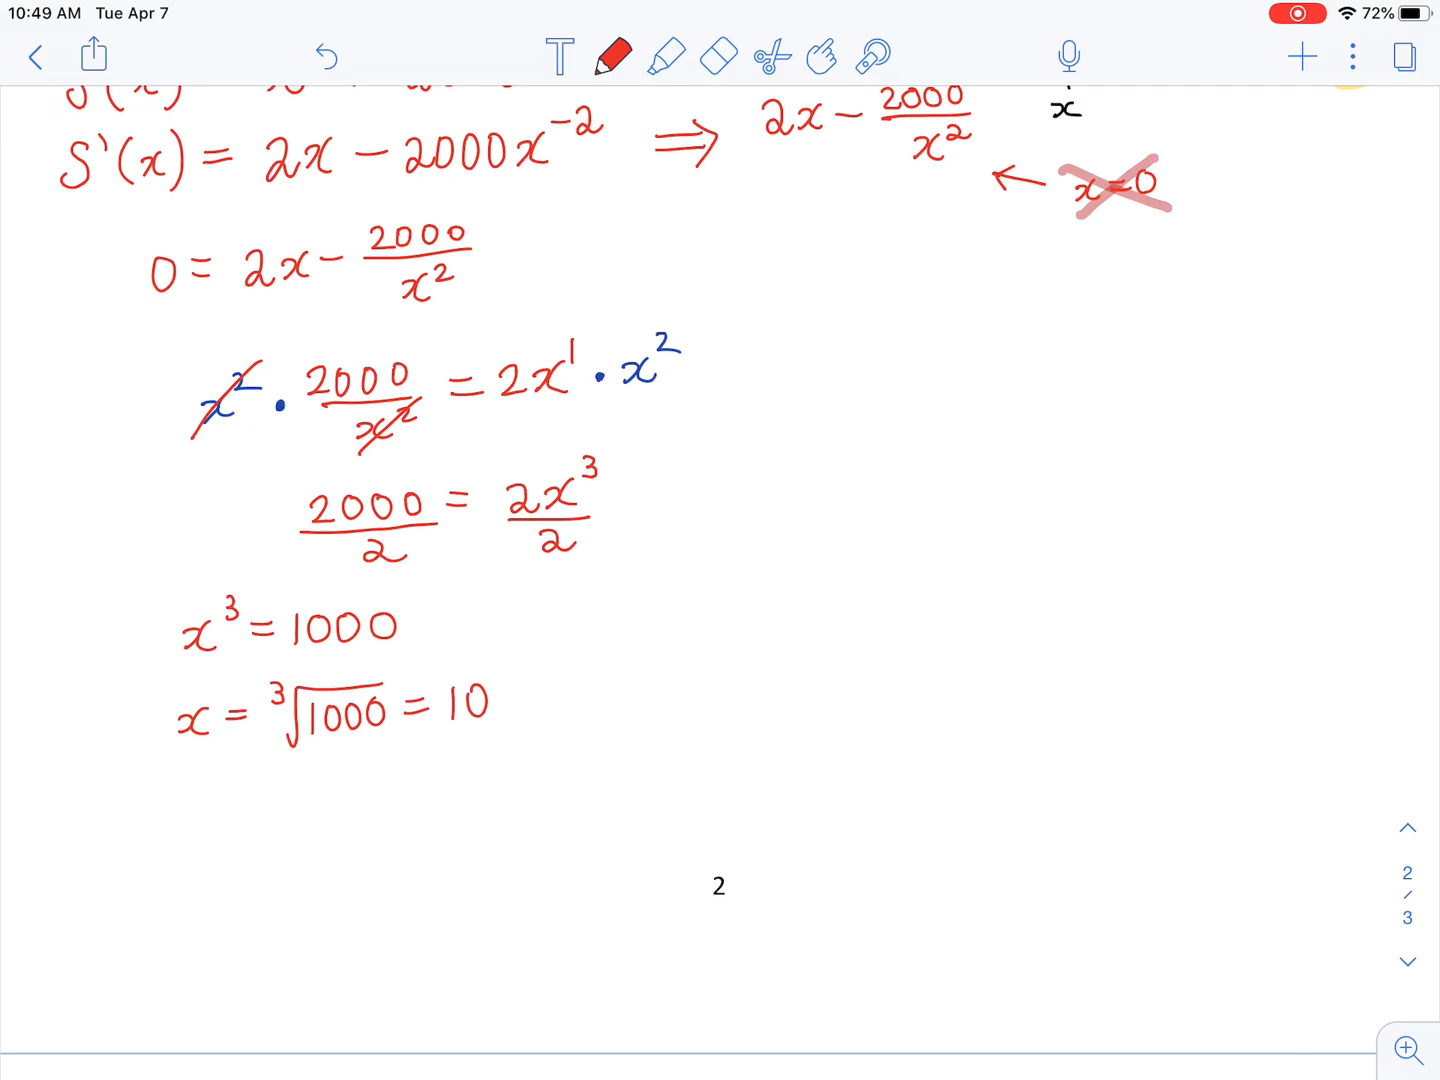 10:49 AM Tue Apr 7 72%
S'(x) = 2x − 2000x⁻² ⟹ 2x − 2000/x²
x
← x=0
0 = 2x − 2000/x²
x² · 2000/x² = 2x¹ · x²
2000/2 = 2x³/2
x³ = 1000
x = ³√1000 = 10
2
2 / 3